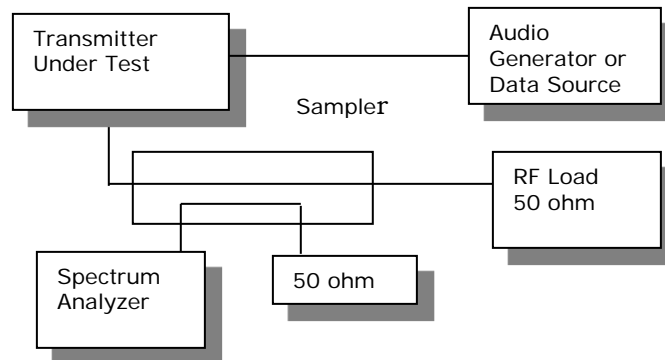 Transmitter
Under Test
Audio
Generator or
Data Source
Sampler
RF Load
50 ohm
Spectrum
Analyzer
50 ohm